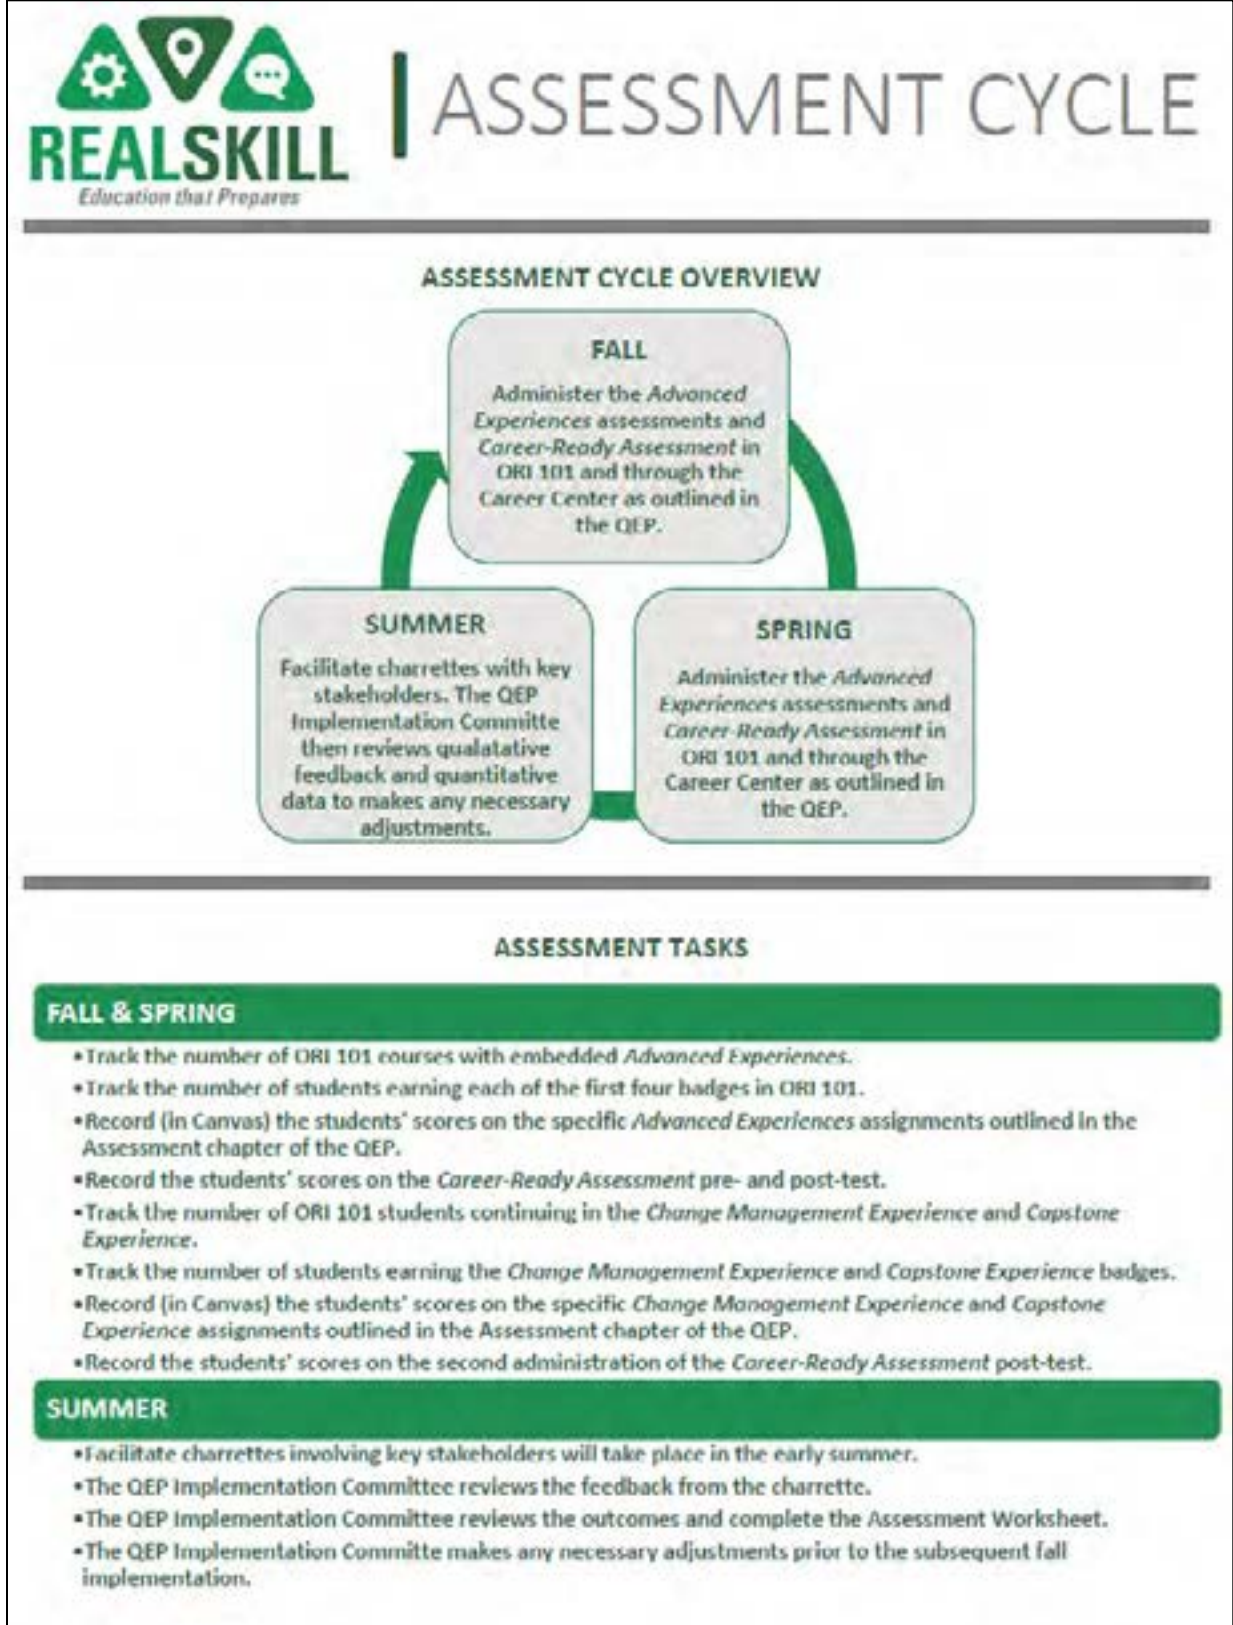 REALSKILL
Education that Prepares
ASSESSMENT CYCLE
ASSESSMENT CYCLE OVERVIEW
FALL
Administer the Advanced
Experiences assessments and
Career-Ready Assessment in
ORI 101 and through the
Career Center as outlined in
the QEP.
SUMMER
Facilitate charrettes with key
stakeholders. The QEP
Implementation Committe
then reviews qualatative
feedback and quantitative
data to makes any necessary
adjustments.
SPRING
Administer the Advanced
Experiences assessments and
Career-Ready Assessment in
ORI 101 and through the
Career Center as outlined in
the QEP.
ASSESSMENT TASKS
FALL & SPRING
•Track the number of ORI 101 courses with embedded Advanced Experiences.
•Track the number of students earning each of the first four badges in ORI 101.
•Record (in Canvas) the students' scores on the specific Advanced Experiences assignments outlined in the
Assessment chapter of the QEP.
•Record the students' scores on the Career-Ready Assessment pre- and post-test.
•Track the number of ORI 101 students continuing in the Change Management Experience and Capstone
Experience.
•Track the number of students earning the Change Management Experience and Capstone Experience badges.
•Record (in Canvas) the students' scores on the specific Change Management Experience and Capstone
Experience assignments outlined in the Assessment chapter of the QEP.
•Record the students' scores on the second administration of the Career-Ready Assessment post-test.
SUMMER
•Facilitate charrettes involving key stakeholders will take place in the early summer.
•The QEP Implementation Committee reviews the feedback from the charrette.
•The QEP Implementation Committee reviews the outcomes and complete the Assessment Worksheet.
•The QEP Implementation Committe makes any necessary adjustments prior to the subsequent fall
implementation.